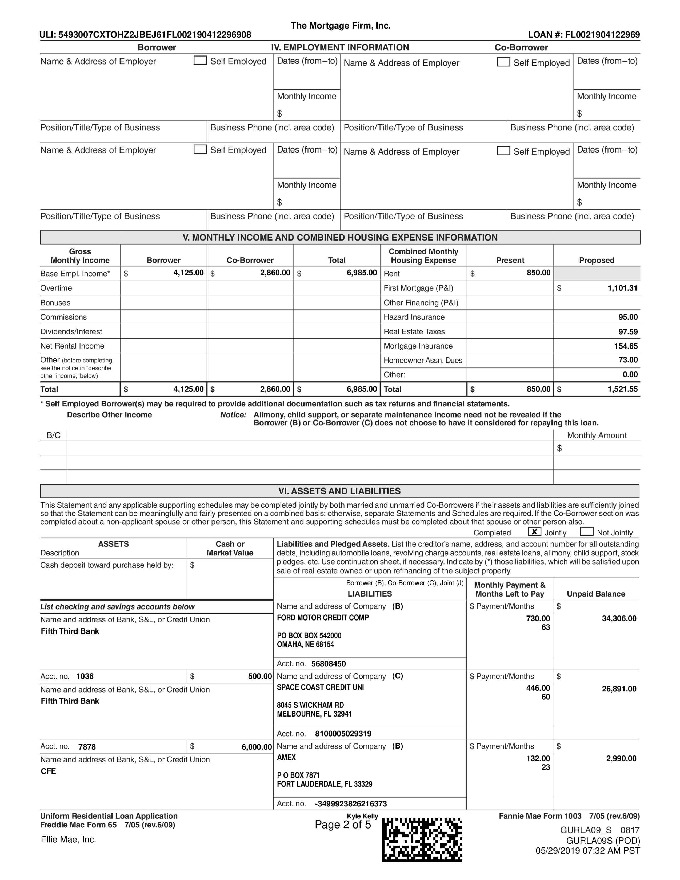 The Mortgage Firm, Inc.
ULI: 5493007CXTOHZ2JBEJ61FL002190412296908 LOAN #: FL0021904122969
Borrower IV. EMPLOYMENT INFORMATION Co-Borrower
Name & Address of Employer Self Employed Dates (from–to) Name & Address of Employer Self Employed Dates (from–to)
Monthly Income Monthly Income
$ $
Position/Title/Type of Business Business Phone (incl. area code) Position/Title/Type of Business Business Phone (incl. area code)
Name & Address of Employer Self Employed Dates (from–to) Name & Address of Employer Self Employed Dates (from–to)
Monthly Income Monthly Income
$ $
Position/Title/Type of Business Business Phone (incl. area code) Position/Title/Type of Business Business Phone (incl. area code)
V. MONTHLY INCOME AND COMBINED HOUSING EXPENSE INFORMATION
Gross Monthly Income Borrower Co-Borrower Total Combined Monthly Housing Expense Present Proposed
Base Empl. Income* $ 4,125.00 $ 2,860.00 $ 6,985.00 Rent $ 850.00
Overtime First Mortgage (P&I) $ 1,101.31
Bonuses Other Financing (P&I)
Commissions Hazard Insurance 95.00
Dividends/Interest Real Estate Taxes 97.59
Net Rental Income Mortgage Insurance 154.65
Other (before completing, Homeowner Assn. Dues 73.00
see the notice in "describe
other income," below) Other: 0.00
Total $ 4,125.00 $ 2,860.00 $ 6,985.00 Total $ 850.00 $ 1,521.55
* Self Employed Borrower(s) may be required to provide additional documentation such as tax returns and financial statements.
Describe Other Income Notice: Alimony, child support, or separate maintenance income need not be revealed if the
Borrower (B) or Co-Borrower (C) does not choose to have it considered for repaying this loan.
B/C Monthly Amount
$
VI. ASSETS AND LIABILITIES
This Statement and any applicable supporting schedules may be completed jointly by both married and unmarried Co-Borrowers if their assets and liabilities are sufficiently joined
so that the Statement can be meaningfully and fairly presented on a combined basis; otherwise, separate Statements and Schedules are required. If the Co-Borrower section was
completed about a non-applicant spouse or other person, this Statement and supporting schedules must be completed about that spouse or other person also.
Completed X Jointly Not Jointly
ASSETS Cash or Market Value
Description
Cash deposit toward purchase held by: $
Liabilities and Pledged Assets. List the creditor's name, address, and account number for all outstanding
debts, including automobile loans, revolving charge accounts, real estate loans, alimony, child support, stock
pledges, etc. Use continuation sheet, if necessary. Indicate by (*) those liabilities, which will be satisfied upon
sale of real estate owned or upon refinancing of the subject property.
Borrower (B), Co-Borrower (C), Joint (J)
LIABILITIES Monthly Payment & Months Left to Pay Unpaid Balance
List checking and savings accounts below Name and address of Company (B) $ Payment/Months $
Name and address of Bank, S&L, or Credit Union FORD MOTOR CREDIT COMP 730.00 34,306.00
Fifth Third Bank 63
PO BOX BOX 542000
OMAHA, NE 68154
Acct. no. 56808450
Acct. no. 1036 $ 500.00 Name and address of Company (C) $ Payment/Months $
Name and address of Bank, S&L, or Credit Union SPACE COAST CREDIT UNI 446.00 26,891.00
Fifth Third Bank 60
8045 S WICKHAM RD
MELBOURNE, FL 32941
Acct. no. 8100005029319
Acct. no. 7878 $ 6,000.00 Name and address of Company (B) $ Payment/Months $
Name and address of Bank, S&L, or Credit Union AMEX 132.00 2,990.00
CFE 23
P O BOX 7871
FORT LAUDERDALE, FL 33329
Acct. no. -3499923826216373
Uniform Residential Loan Application Kyle Kelly Fannie Mae Form 1003 7/05 (rev.6/09)
Freddie Mac Form 65 7/05 (rev.6/09) Page 2 of 5
GURLA09_S 0817
Ellie Mae, Inc. GURLA09S (POD)
05/29/2019 07:32 AM PST